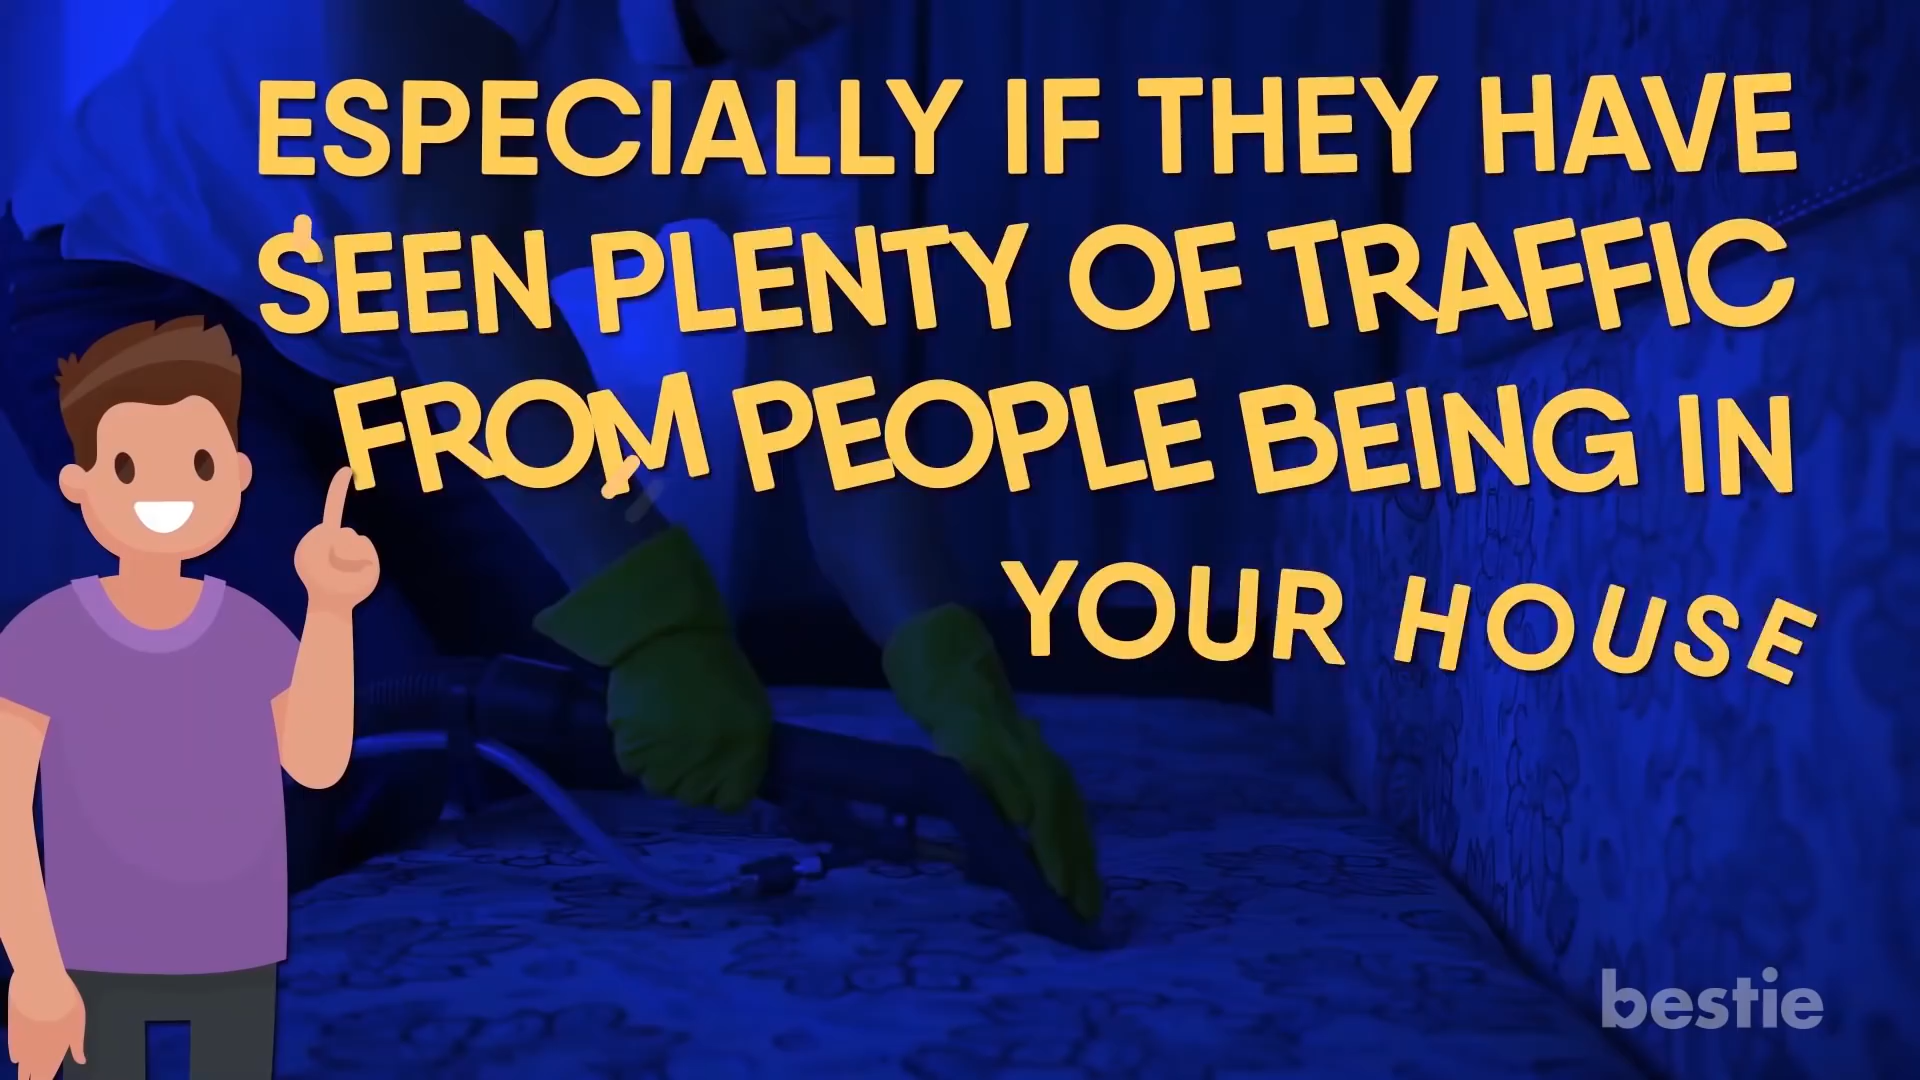 ESPECIALLY IF THEY HAVE
SEEN PLENTY OF TRAFFIC
FROM PEOPLE BEING IN
YOUR HOUSE
bestie